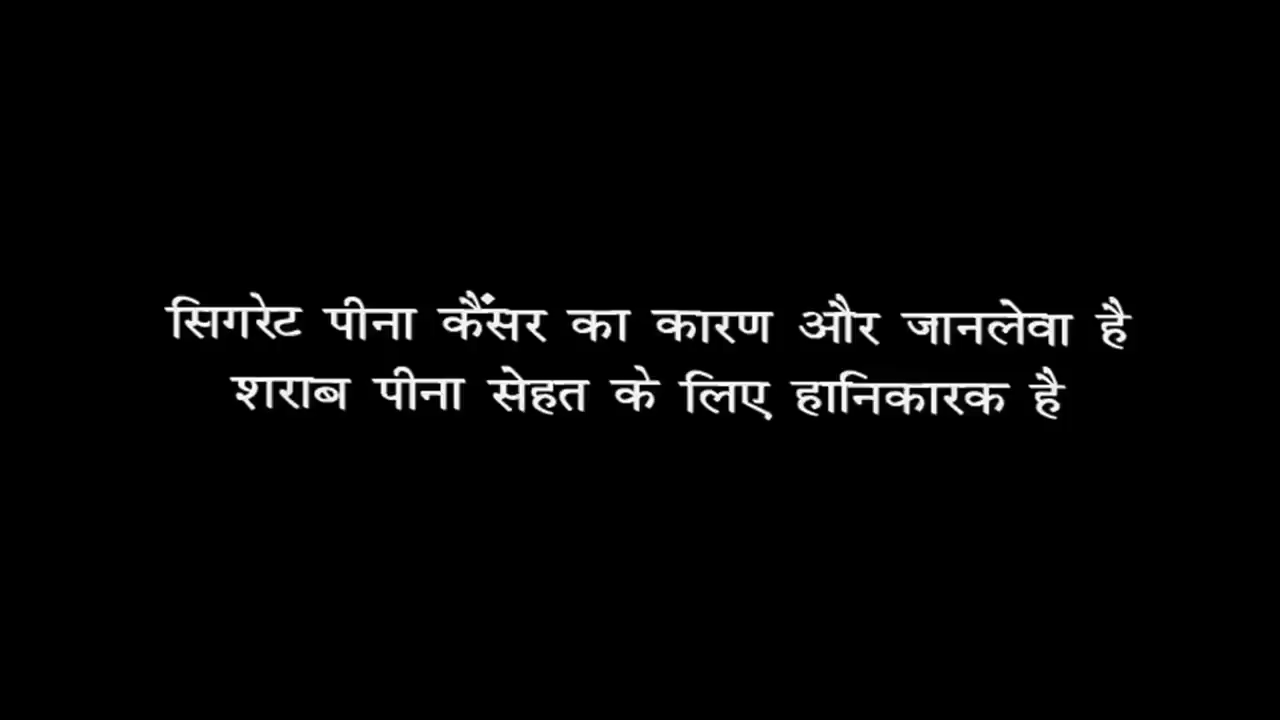 सिगरेट पीना कैंसर का कारण और जानलेवा है
शराब पीना सेहत के लिए हानिकारक है